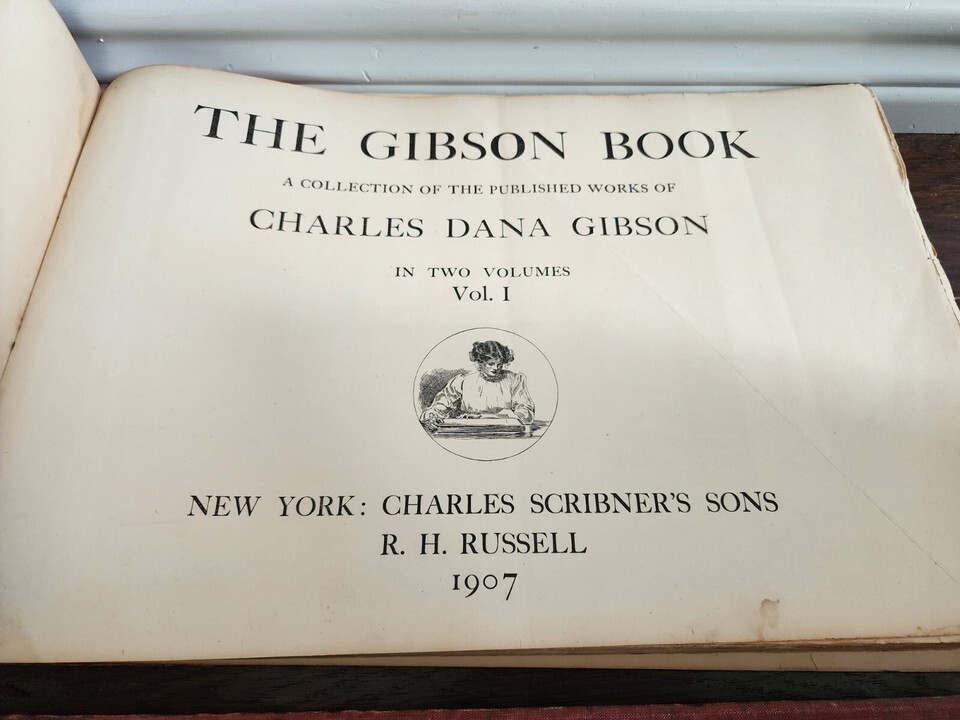 THE GIBSON BOOK
A COLLECTION OF THE PUBLISHED WORKS OF
CHARLES DANA GIBSON
IN TWO VOLUMES
Vol. I
NEW YORK: CHARLES SCRIBNER'S SONS
R. H. RUSSELL
1907